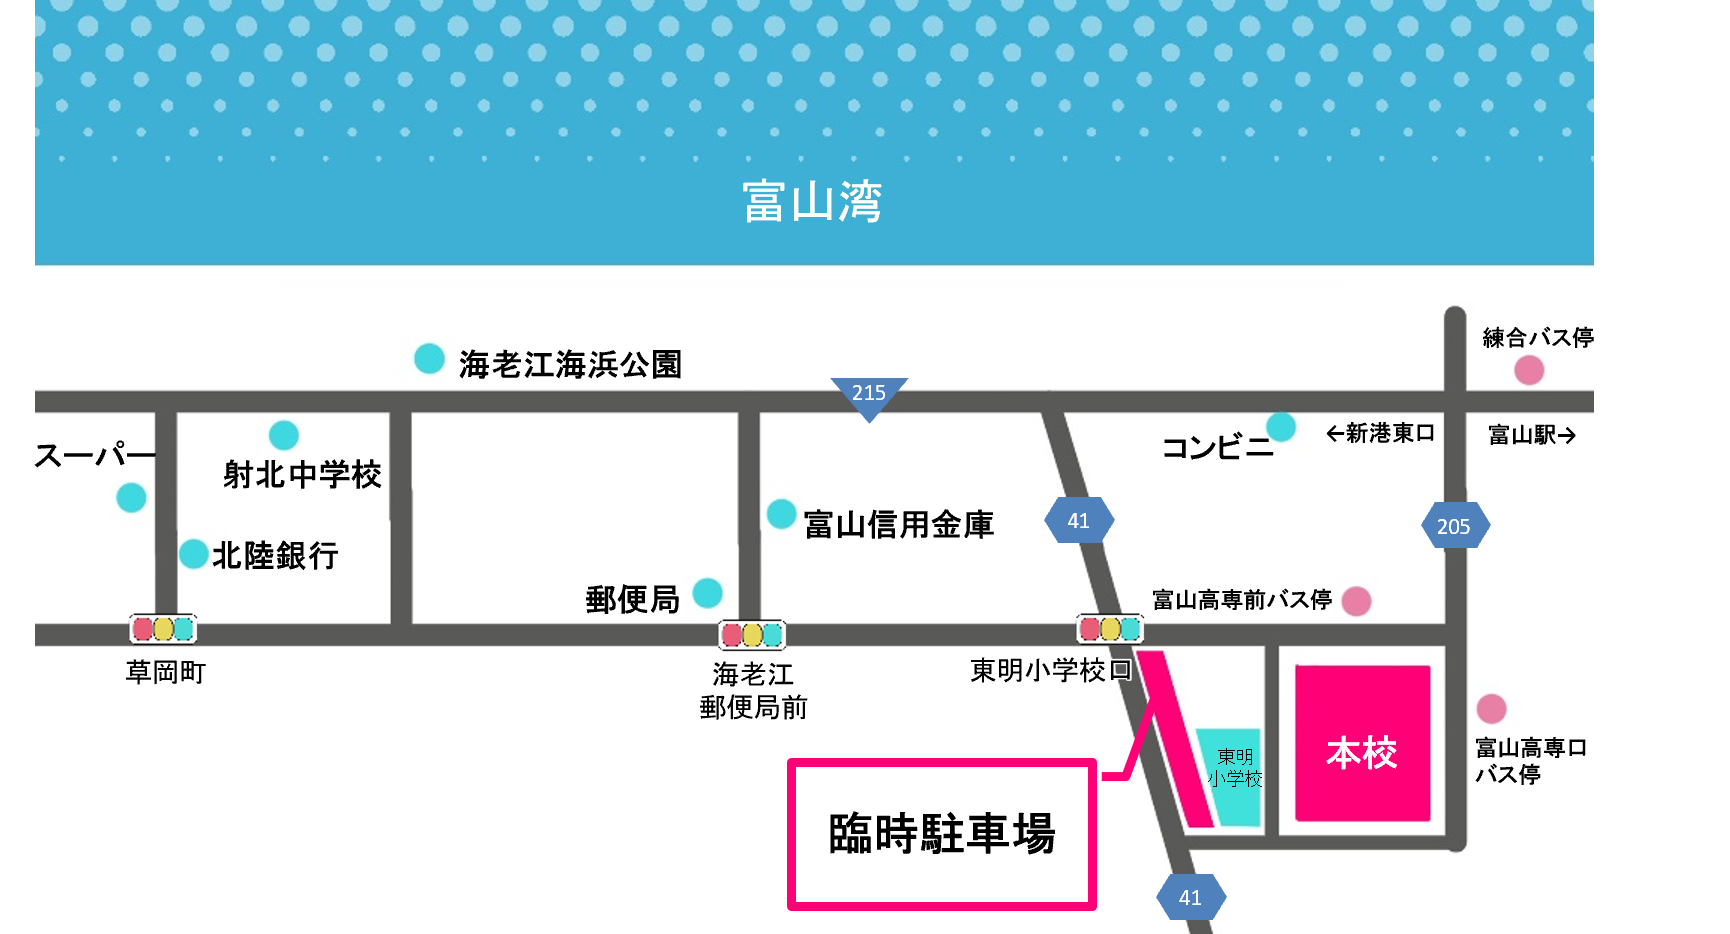 富山湾
練合バス停
海老江海浜公園
215
←新港東口
富山駅→
コンビニ
スーパー
射北中学校
富山信用金庫
41
205
北陸銀行
郵便局
富山高専前バス停
草岡町
海老江
郵便局前
東明小学校口
本校
東明
小学校
富山高専口
バス停
臨時駐車場
41